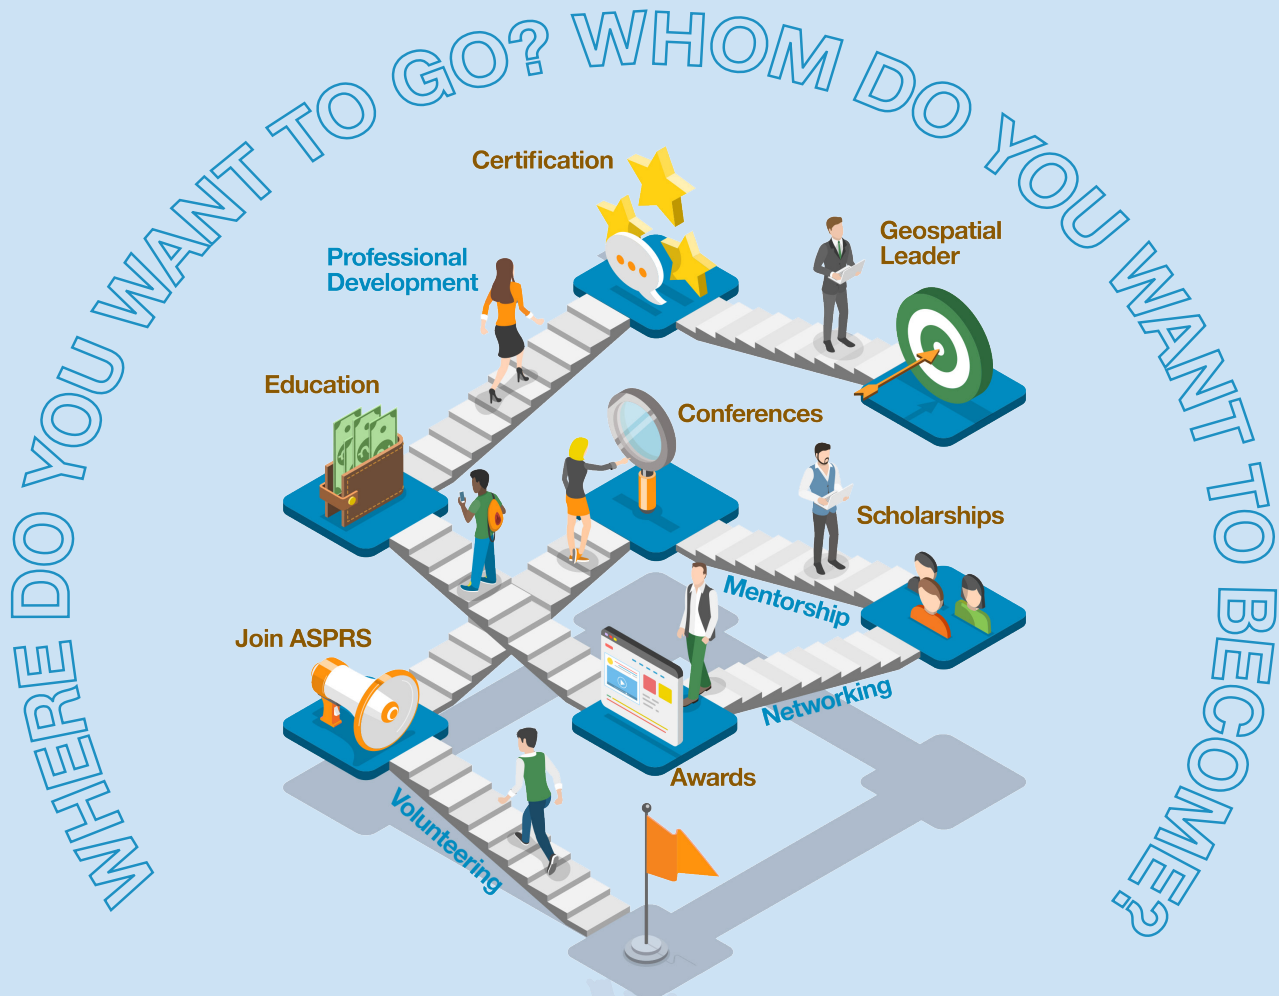 WHERE DO YOU WANT TO GO? WHOM DO YOU WANT TO BECOME?
Certification
Geospatial
Leader
Professional
Development
Education
Conferences
Scholarships
Mentorship
Join ASPRS
Networking
Awards
Volunteering